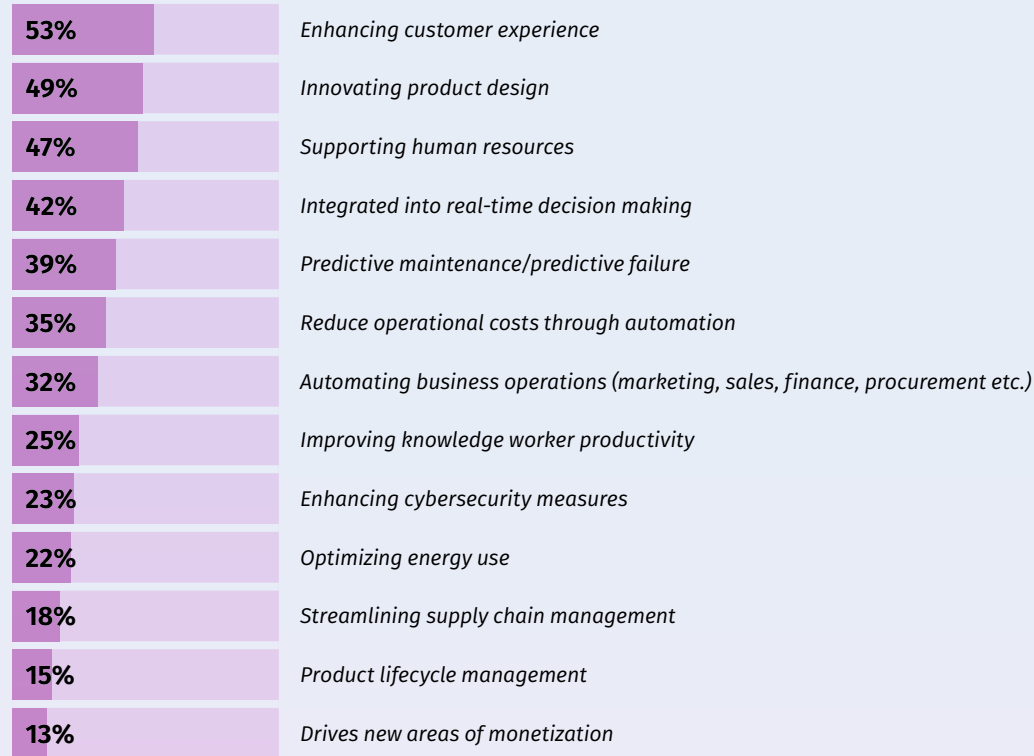 53% Enhancing customer experience
49% Innovating product design
47% Supporting human resources
42% Integrated into real-time decision making
39% Predictive maintenance/predictive failure
35% Reduce operational costs through automation
32% Automating business operations (marketing, sales, finance, procurement etc.)
25% Improving knowledge worker productivity
23% Enhancing cybersecurity measures
22% Optimizing energy use
18% Streamlining supply chain management
15% Product lifecycle management
13% Drives new areas of monetization